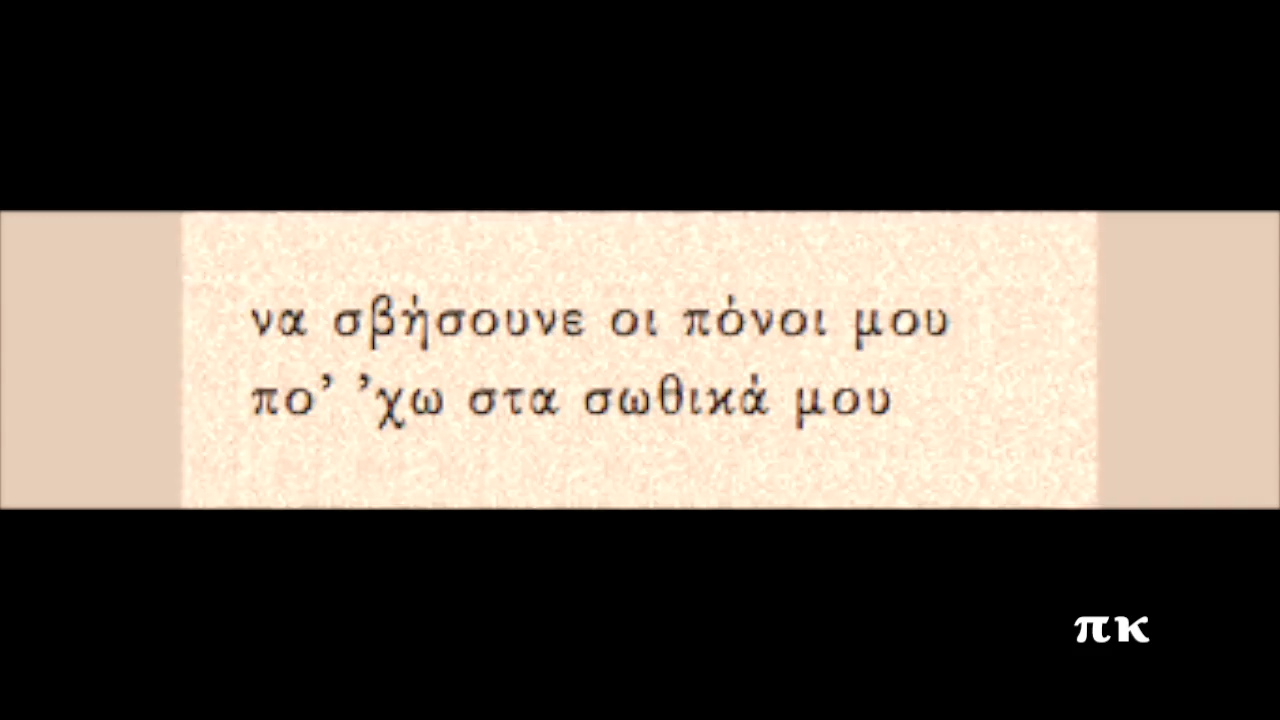 να σβήσουνε οι πόνοι μου
πο’ ’χω στα σωθικά μου
πκ